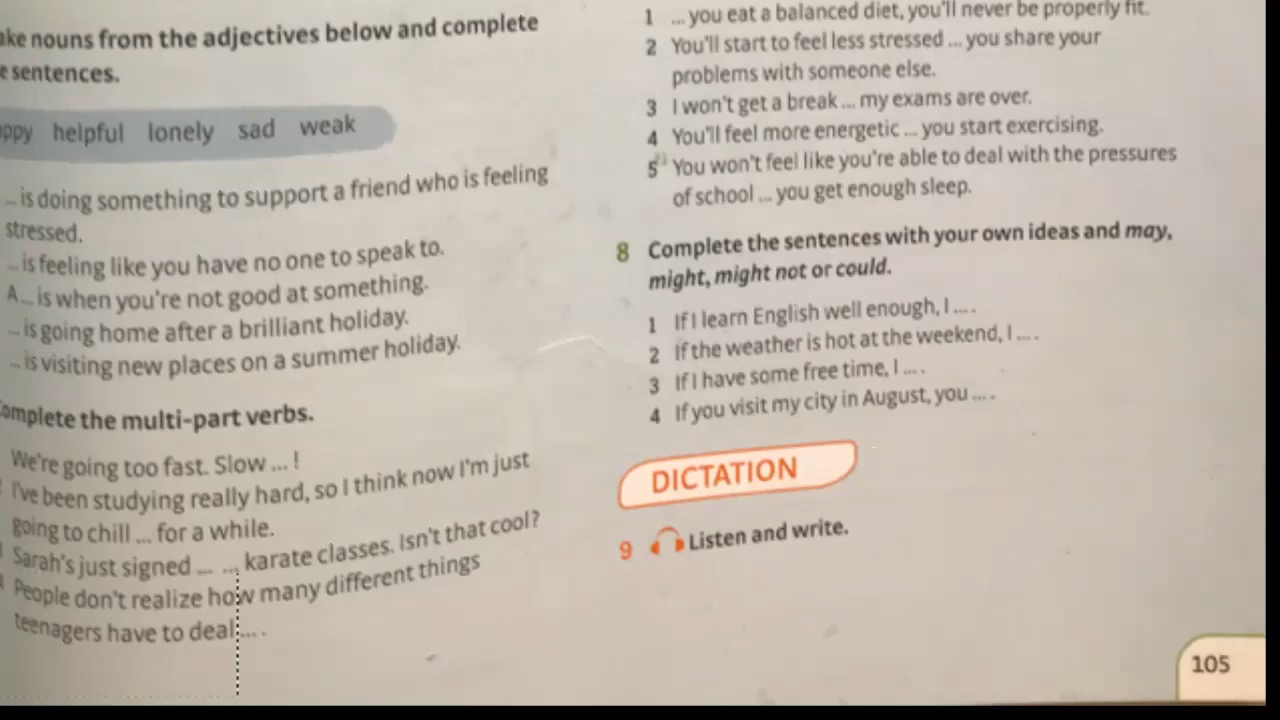 ake nouns from the adjectives below and complete
e sentences.
ppy helpful lonely sad weak
... is doing something to support a friend who is feeling
stressed.
... is feeling like you have no one to speak to.
A ... is when you're not good at something.
... is going home after a brilliant holiday.
... is visiting new places on a summer holiday.
omplete the multi-part verbs.
We're going too fast. Slow ... !
I've been studying really hard, so I think now I'm just
going to chill ... for a while.
Sarah's just signed ... ... karate classes. Isn't that cool?
People don't realize how many different things
teenagers have to deal ... .
1 ... you eat a balanced diet, you'll never be properly fit.
2 You'll start to feel less stressed ... you share your
problems with someone else.
3 I won't get a break ... my exams are over.
4 You'll feel more energetic ... you start exercising.
5 You won't feel like you're able to deal with the pressures
of school ... you get enough sleep.
8 Complete the sentences with your own ideas and may,
might, might not or could.
1 If I learn English well enough, I ... .
2 If the weather is hot at the weekend, I ... .
3 If I have some free time, I ... .
4 If you visit my city in August, you ... .
DICTATION
9 Listen and write.
105